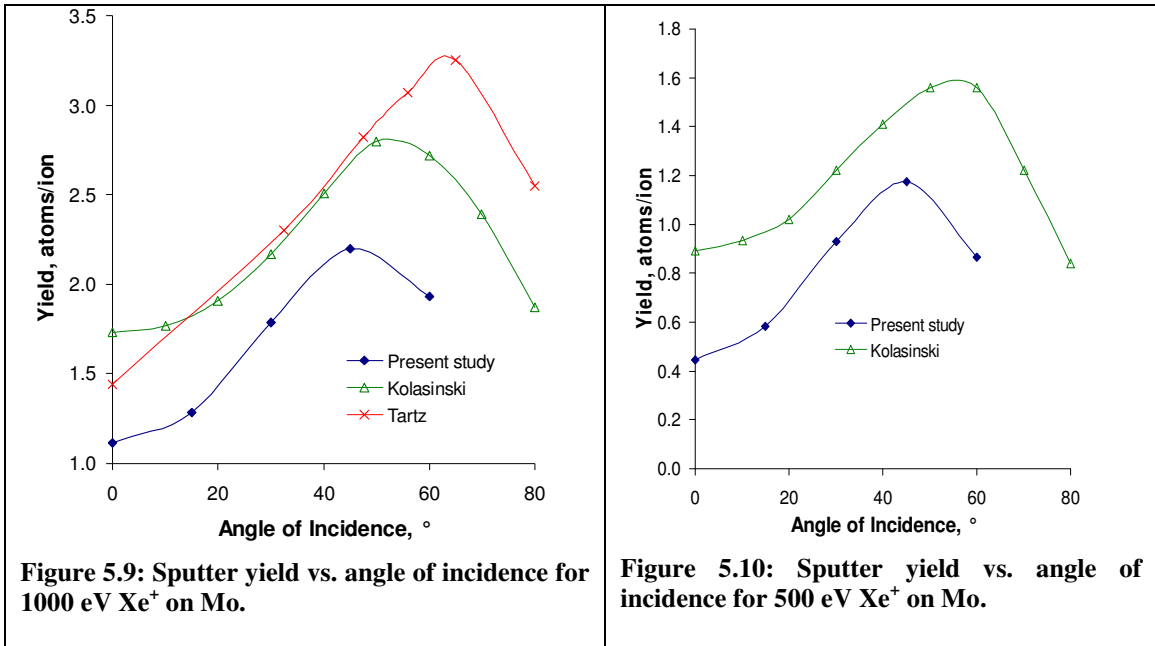 3.5
3.0
2.5
2.0
1.5
1.0
Yield, atoms/ion
0 20 40 60 80
Angle of Incidence, °
Present study
Kolasinski
Tartz
Figure 5.9: Sputter yield vs. angle of incidence for
1000 eV Xe+ on Mo.
1.8
1.6
1.4
1.2
1.0
0.8
0.6
0.4
0.2
0.0
Yield, atoms/ion
0 20 40 60 80
Angle of Incidence, °
Present study
Kolasinski
Figure 5.10: Sputter yield vs. angle of
incidence for 500 eV Xe+ on Mo.